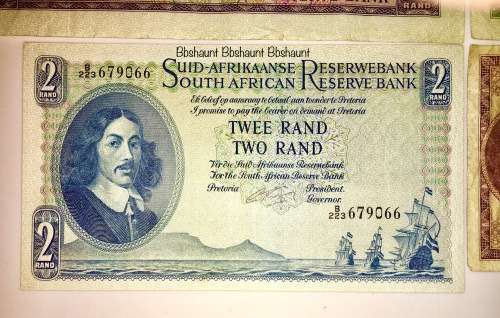 BANK
RAND
Bbshaunt Bbshaunt Bbshaunt
2
RAND
B/223 679066
SUID-AFRIKAANSE RESERWEBANK
SOUTH AFRICAN RESERVE BANK
2
RAND
Ek beloof op aanvraag te betaal aan toonder te Pretoria
I promise to pay the bearer on demand at Pretoria
TWEE RAND
TWO RAND
Vir die Suid-Afrikaanse Reserwebank
For the South African Reserve Bank
Pretoria
President.
Governor.
B/223 679066
2
RAND